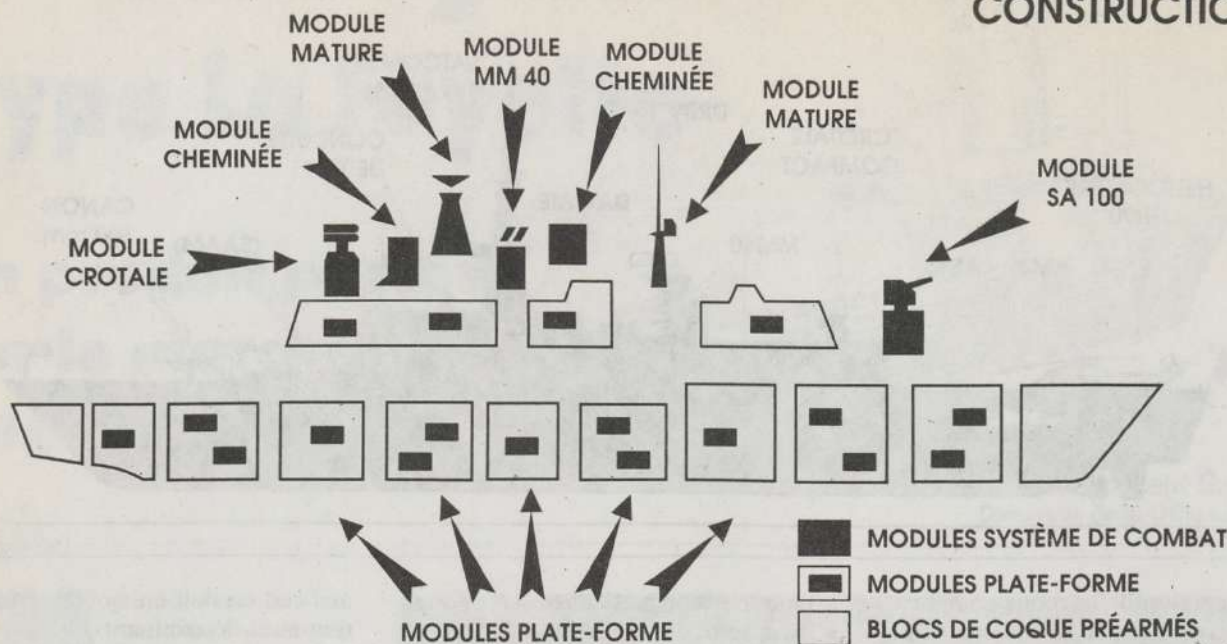 CONSTRUCTIO
MODULE
MATURE
MODULE
MM 40
MODULE
CHEMINÉE
MODULE
MATURE
MODULE
CHEMINÉE
MODULE
SA 100
MODULE
CROTALE
MODULES SYSTÈME DE COMBAT
MODULES PLATE-FORME
BLOCS DE COQUE PRÉARMÉS
MODULES PLATE-FORME